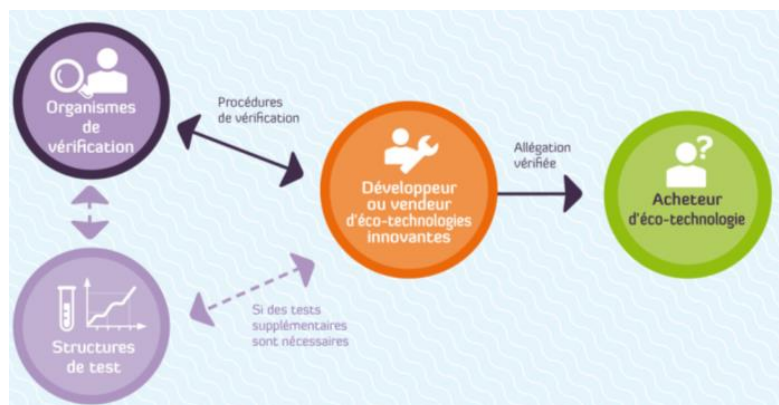 Organismes
de
vérification
Procédures
de vérification
Développeur
ou vendeur
d'éco-technologies
innovantes
Allégation
vérifiée
?
Acheteur
d'éco-technologie
Si des tests
supplémentaires
sont nécessaires
Structures
de test